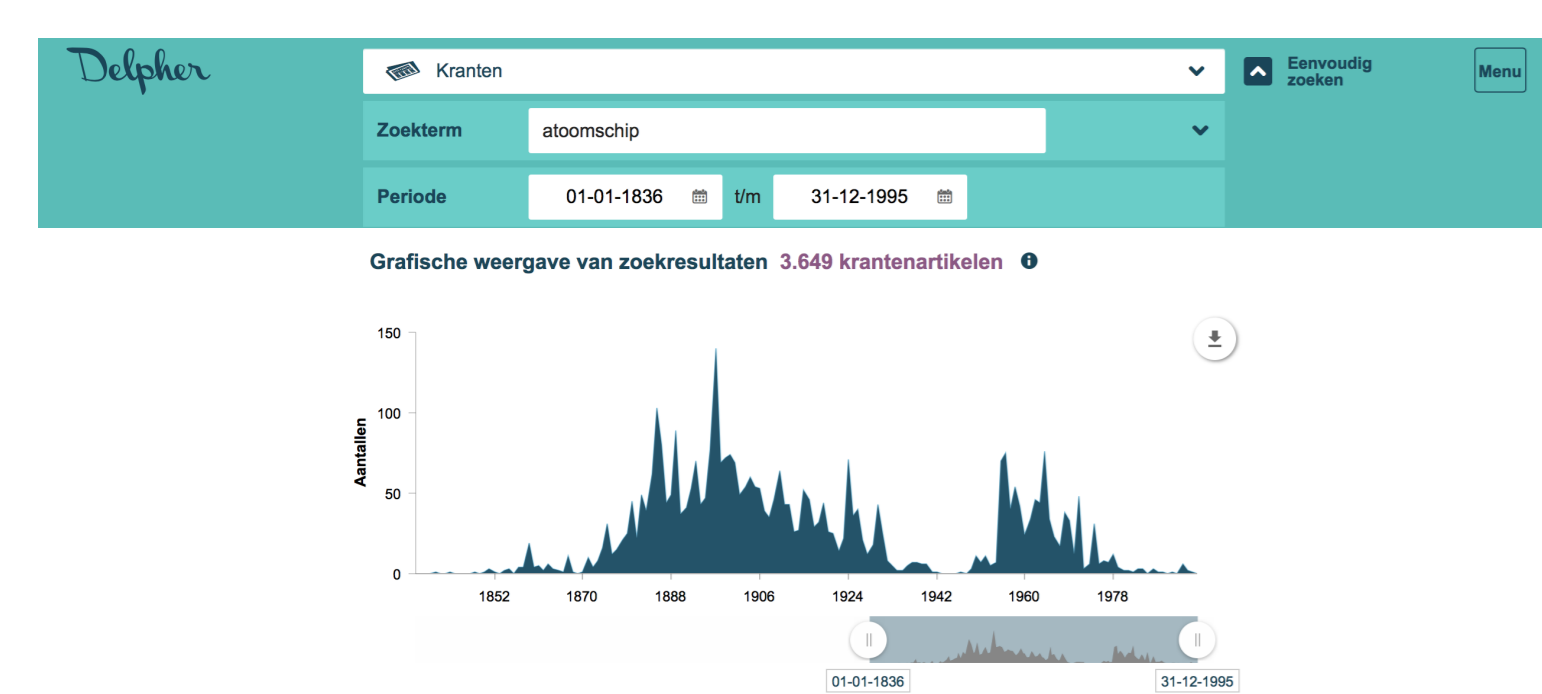 Delpher
Kranten
Eenvoudig
zoeken
Menu
Zoekterm atoomschip
Periode 01-01-1836 t/m 31-12-1995
Grafische weergave van zoekresultaten 3.649 krantenartikelen
150
100
50
0
Aantallen
1852 1870 1888 1906 1924 1942 1960 1978
01-01-1836 31-12-1995